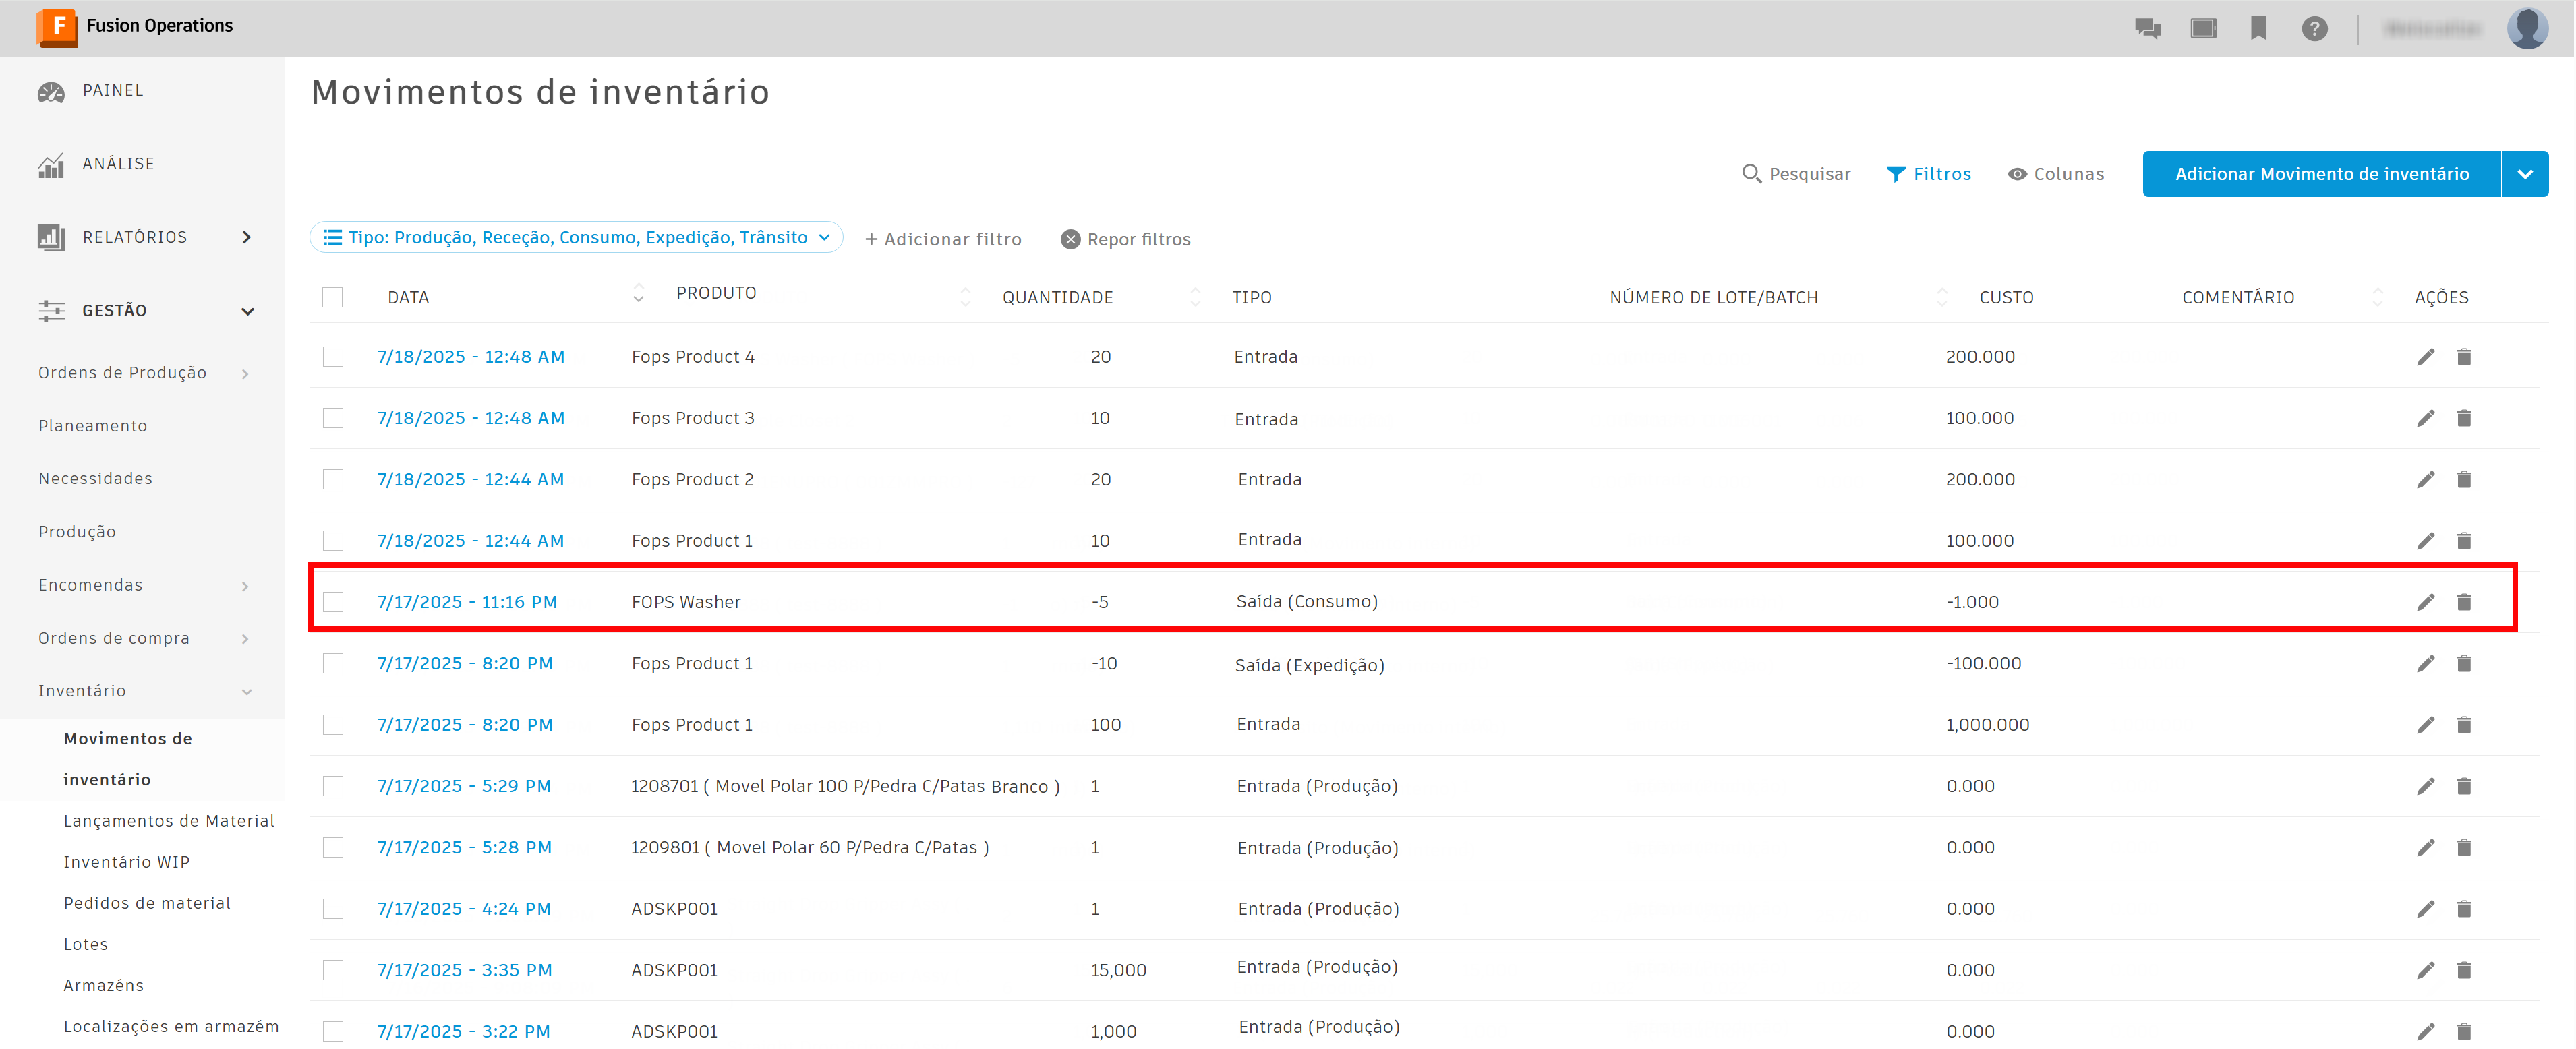 F Fusion Operations
PAINEL
ANÁLISE
RELATÓRIOS
GESTÃO
Ordens de Produção
Planeamento
Necessidades
Produção
Encomendas
Ordens de compra
Inventário
Movimentos de
inventário
Lançamentos de Material
Inventário WIP
Pedidos de material
Lotes
Armazéns
Localizações em armazém
Movimentos de inventário
Pesquisar Filtros Colunas Adicionar Movimento de inventário
Tipo: Produção, Receção, Consumo, Expedição, Trânsito + Adicionar filtro Repor filtros
DATA PRODUTO QUANTIDADE TIPO NÚMERO DE LOTE/BATCH CUSTO COMENTÁRIO AÇÕES
7/18/2025 - 12:48 AM Fops Product 4 20 Entrada 200.000
7/18/2025 - 12:48 AM Fops Product 3 10 Entrada 100.000
7/18/2025 - 12:44 AM Fops Product 2 20 Entrada 200.000
7/18/2025 - 12:44 AM Fops Product 1 10 Entrada 100.000
7/17/2025 - 11:16 PM FOPS Washer -5 Saída (Consumo) -1.000
7/17/2025 - 8:20 PM Fops Product 1 -10 Saída (Expedição) -100.000
7/17/2025 - 8:20 PM Fops Product 1 100 Entrada 1,000.000
7/17/2025 - 5:29 PM 1208701 ( Movel Polar 100 P/Pedra C/Patas Branco ) 1 Entrada (Produção) 0.000
7/17/2025 - 5:28 PM 1209801 ( Movel Polar 60 P/Pedra C/Patas ) 1 Entrada (Produção) 0.000
7/17/2025 - 4:24 PM ADSKP001 1 Entrada (Produção) 0.000
7/17/2025 - 3:35 PM ADSKP001 15,000 Entrada (Produção) 0.000
7/17/2025 - 3:22 PM ADSKP001 1,000 Entrada (Produção) 0.000